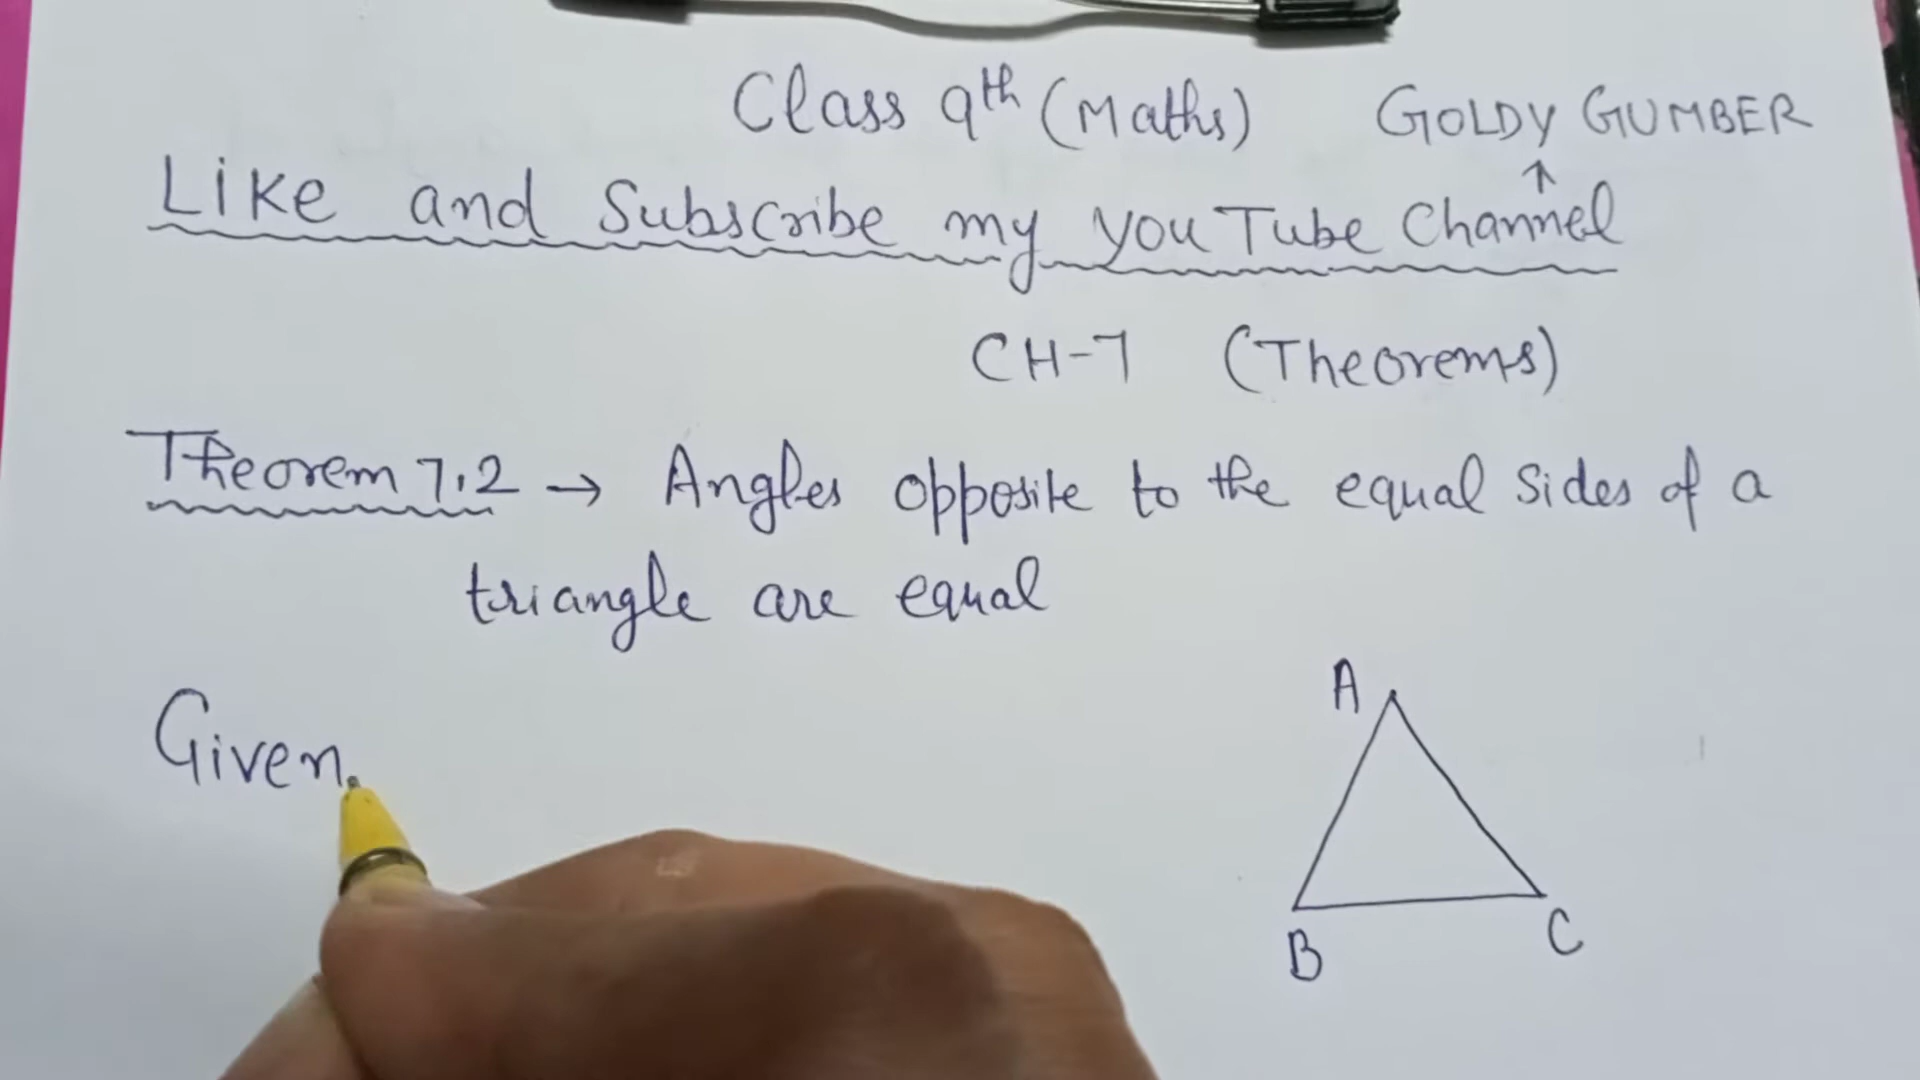 Class 9th (Maths) GOLDY GUMBER
↑
Like and Subscribe my you Tube Channel
CH-7 (Theorems)
Theorem 7.2 → Angles opposite to the equal sides of a
triangle are equal
Given
A
B
C